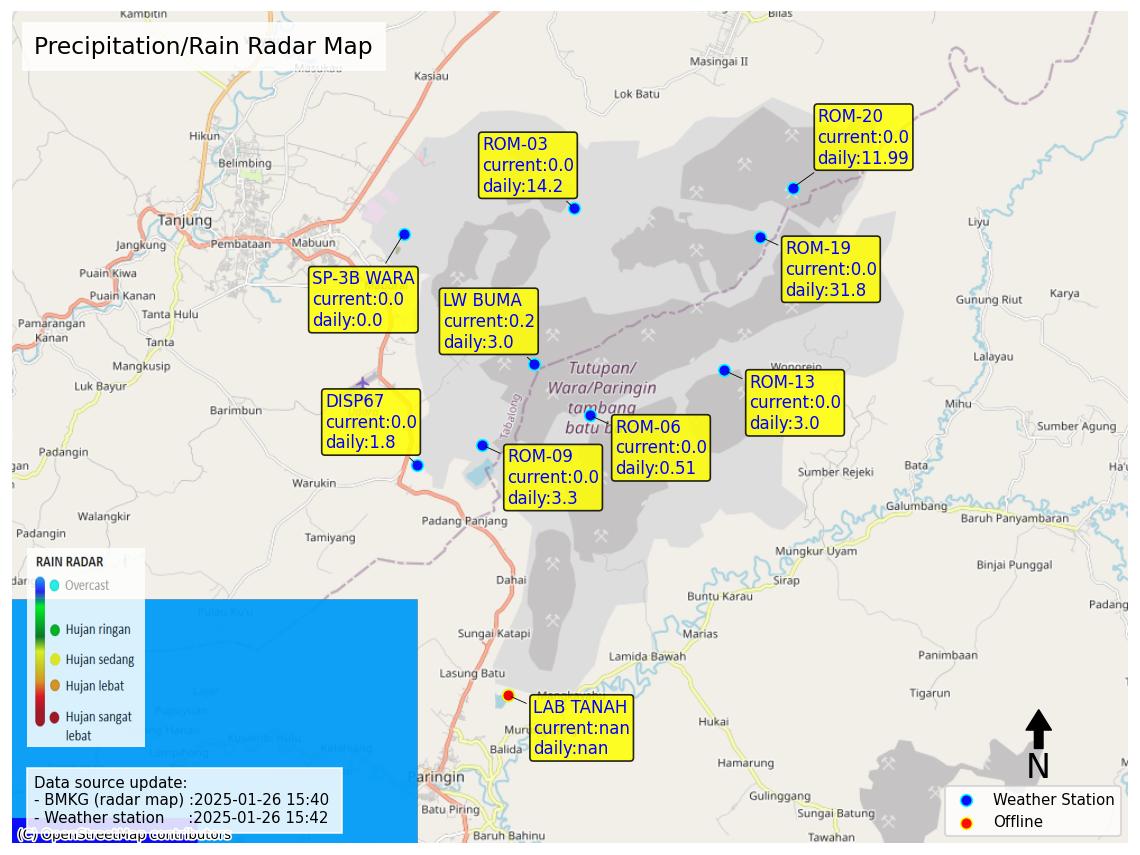 Precipitation/Rain Radar Map
Kambitin
Bilas
Masingai II
Kasiau
Masukau
Lok Batu
Hikun
Belimbing
Tanjung
Jangkung
Pembataan
Mabuun
Puain Kiwa
Puain Kanan
Tanta Hulu
Pamarangan
Kanan
Tanta
Mangkusip
Luk Bayur
Barimbun
Padangin
Warukin
Walangkir
Padangin
Tamiyang
Padang Panjang
Dahai
Sungai Katapi
Lasung Batu
Balida
Paringin
Batu Piring
Baruh Bahinu
Liyu
Gunung Riut
Karya
Lalayau
Mihu
Sumber Agung
Wonorejo
Sumber Rejeki
Bata
Galumbang
Baruh Panyambaran
Mungkur Uyam
Binjai Punggal
Sirap
Buntu Karau
Padang
Marias
Lamida Bawah
Panimbaan
Tigarun
Hukai
Hamarung
Gulinggang
Sungai Batung
Tawahan
Tabalong
Tutupan/
Wara/Paringin
tambang
batu b
ROM-03
current:0.0
daily:14.2
ROM-20
current:0.0
daily:11.99
ROM-19
current:0.0
daily:31.8
SP-3B WARA
current:0.0
daily:0.0
LW BUMA
current:0.2
daily:3.0
ROM-13
current:0.0
daily:3.0
DISP67
current:0.0
daily:1.8
ROM-06
current:0.0
daily:0.51
ROM-09
current:0.0
daily:3.3
LAB TANAH
current:nan
daily:nan
RAIN RADAR
Overcast
Hujan ringan
Hujan sedang
Hujan lebat
Hujan sangat
lebat
Data source update:
- BMKG (radar map) :2025-01-26 15:40
- Weather station :2025-01-26 15:42
(C) OpenStreetMap contributors
N
Weather Station
Offline